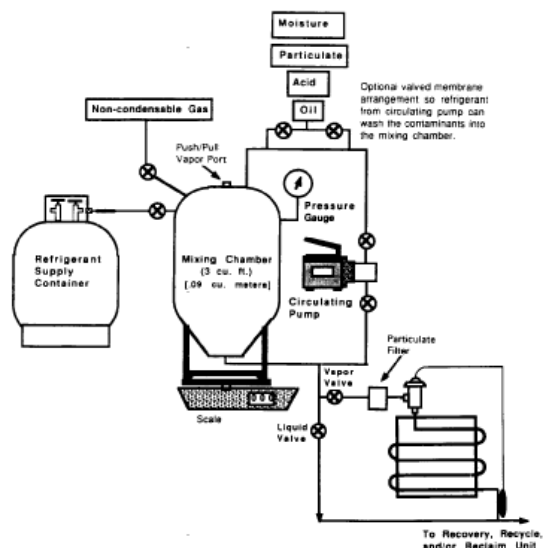 Moisture
Particulate
Acid
Oil
Optional valved membrane
arrangement so refrigerant
from circulating pump can
wash the contaminants into
the mixing chamber.
Non-condensable Gas
Push/Pull
Vapor Port
Pressure
Gauge
Refrigerant
Supply
Container
Mixing Chamber
(3 cu. ft.)
[.09 cu. meters]
Circulating
Pump
Particulate
Filter
Vapor
Valve
Scale
Liquid
Valve
To Recovery, Recycle,
and/or Reclaim Unit